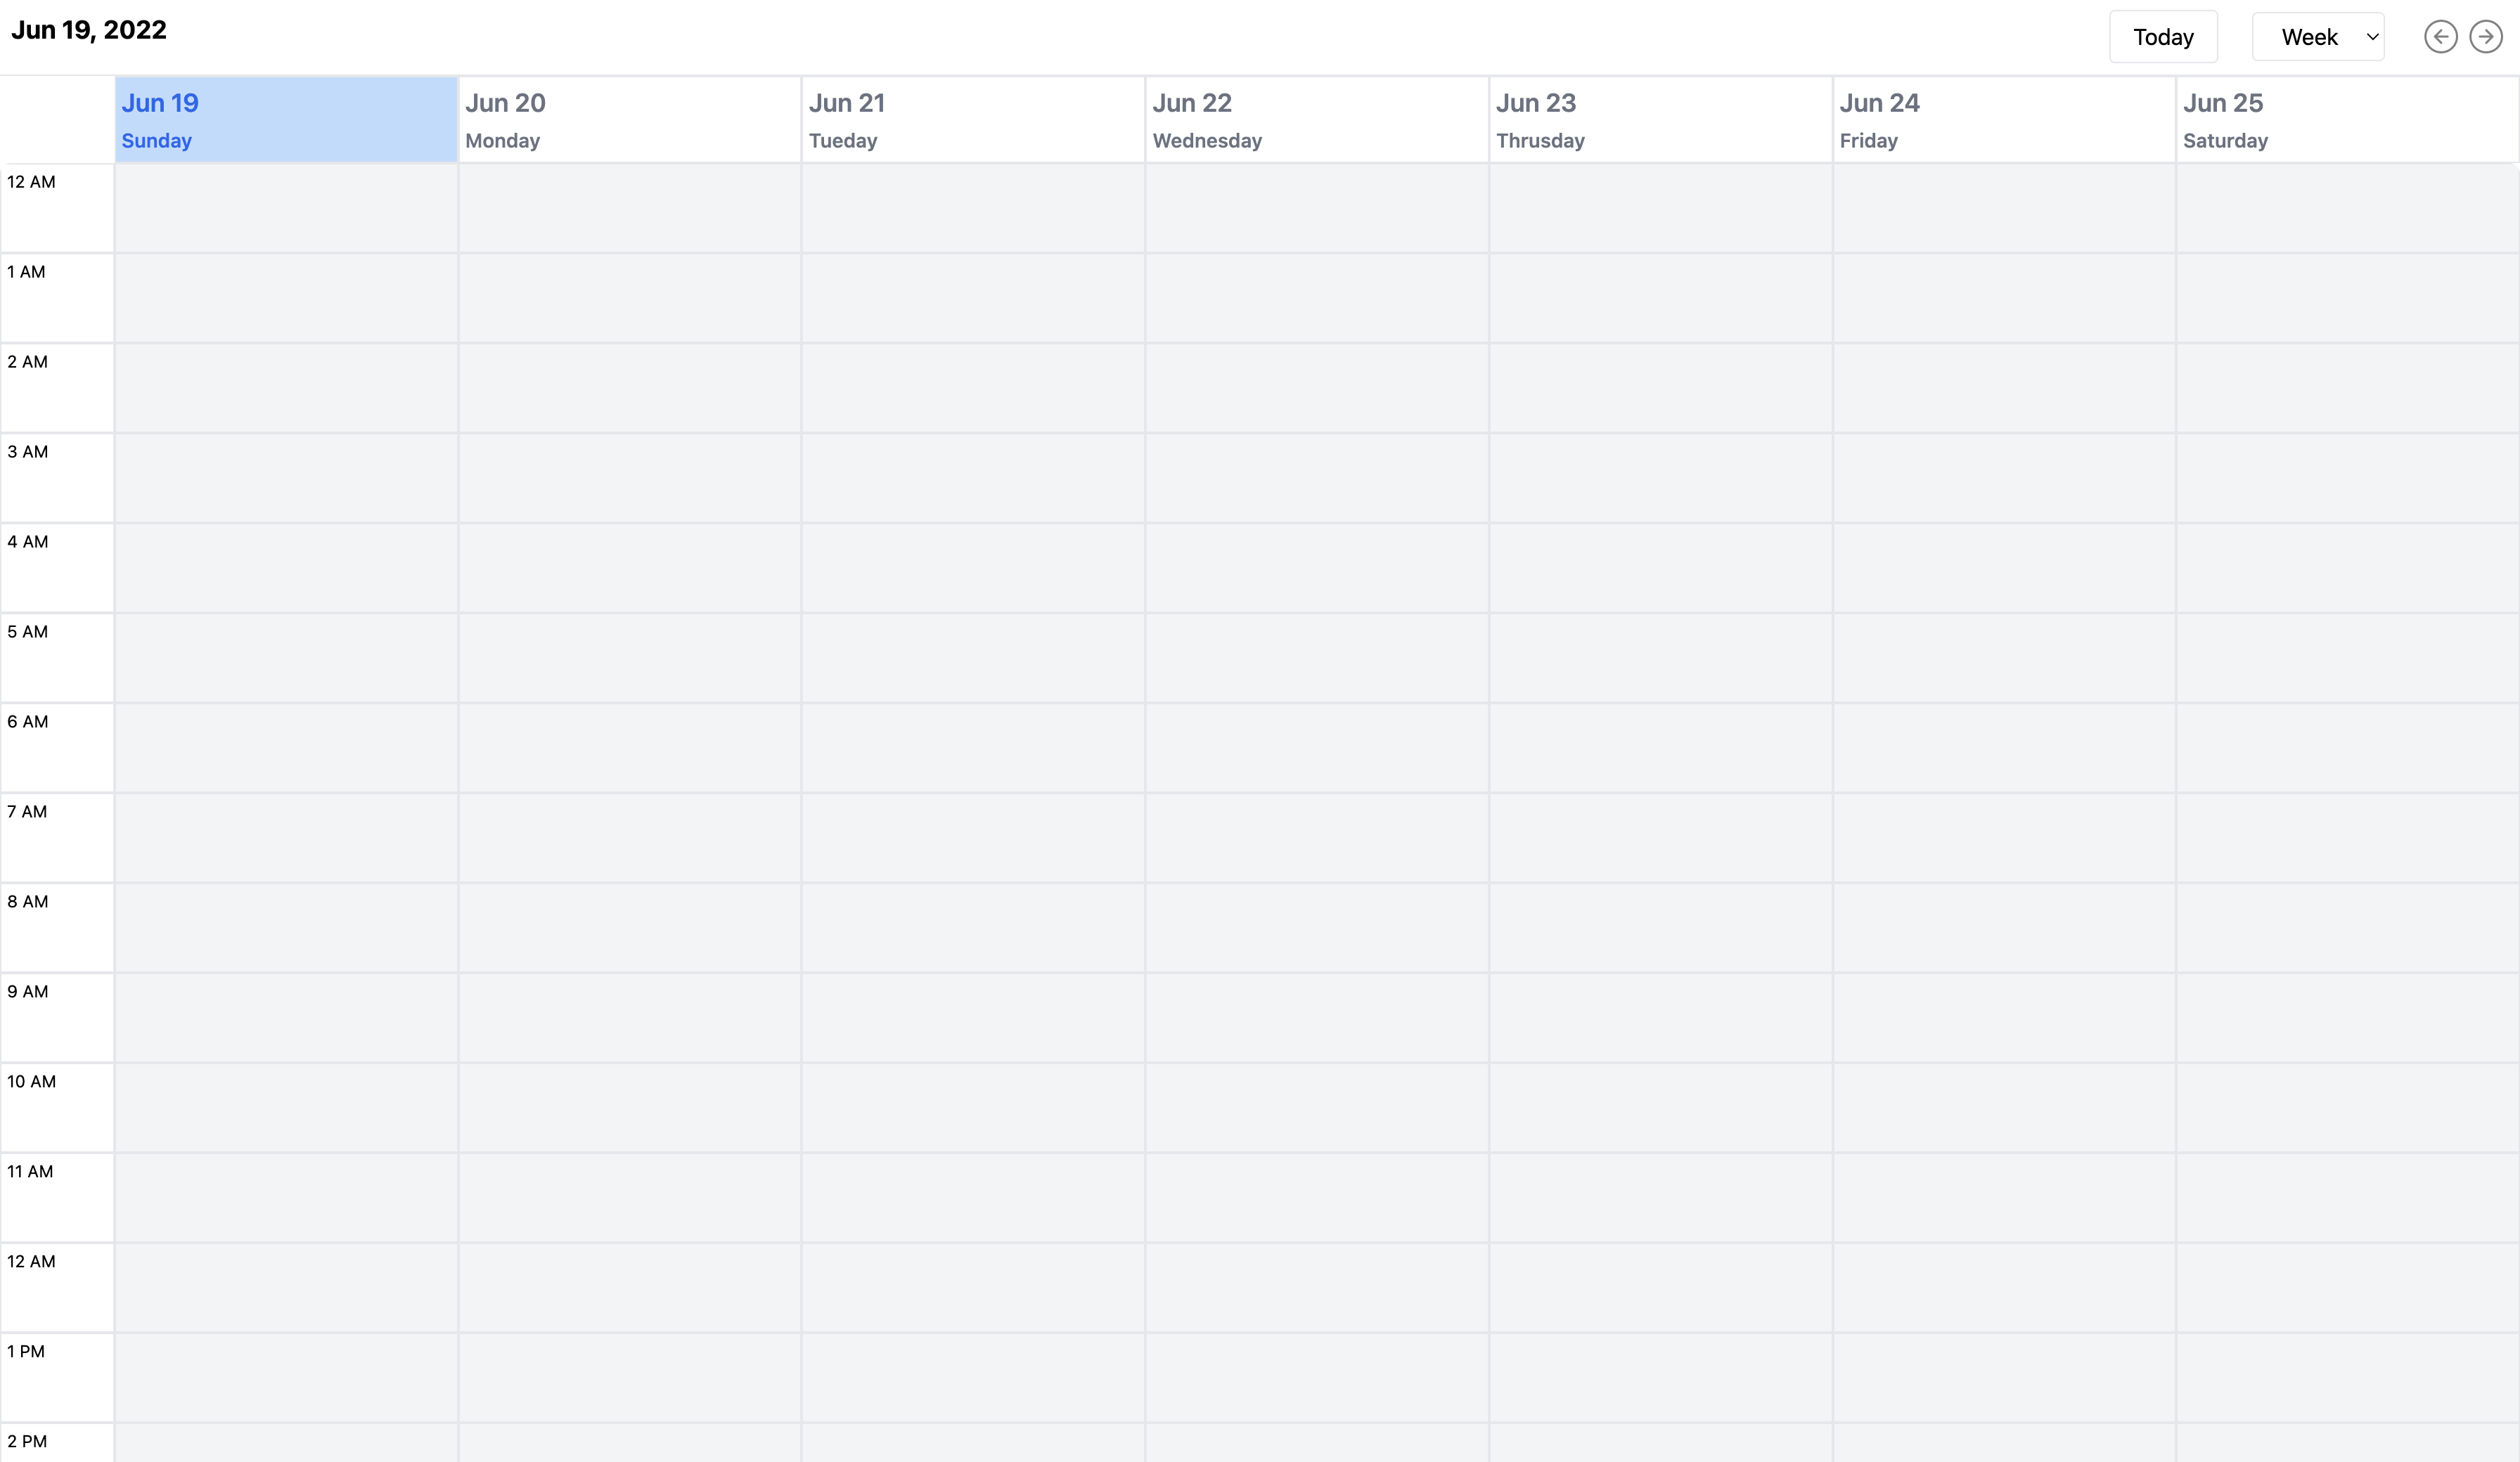 Jun 19, 2022
Today
Week
Jun 19
Sunday
Jun 20
Monday
Jun 21
Tueday
Jun 22
Wednesday
Jun 23
Thrusday
Jun 24
Friday
Jun 25
Saturday
12 AM
1 AM
2 AM
3 AM
4 AM
5 AM
6 AM
7 AM
8 AM
9 AM
10 AM
11 AM
12 AM
1 PM
2 PM